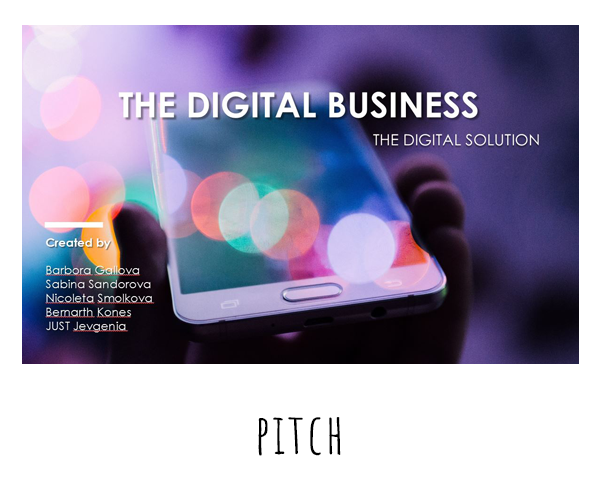 THE DIGITAL BUSINESS
THE DIGITAL SOLUTION
Created by
Barbora Gallova
Sabina Sandorova
Nicoleta Smolkova
Bernarth Kones
JUST Jevgenia
PITCH